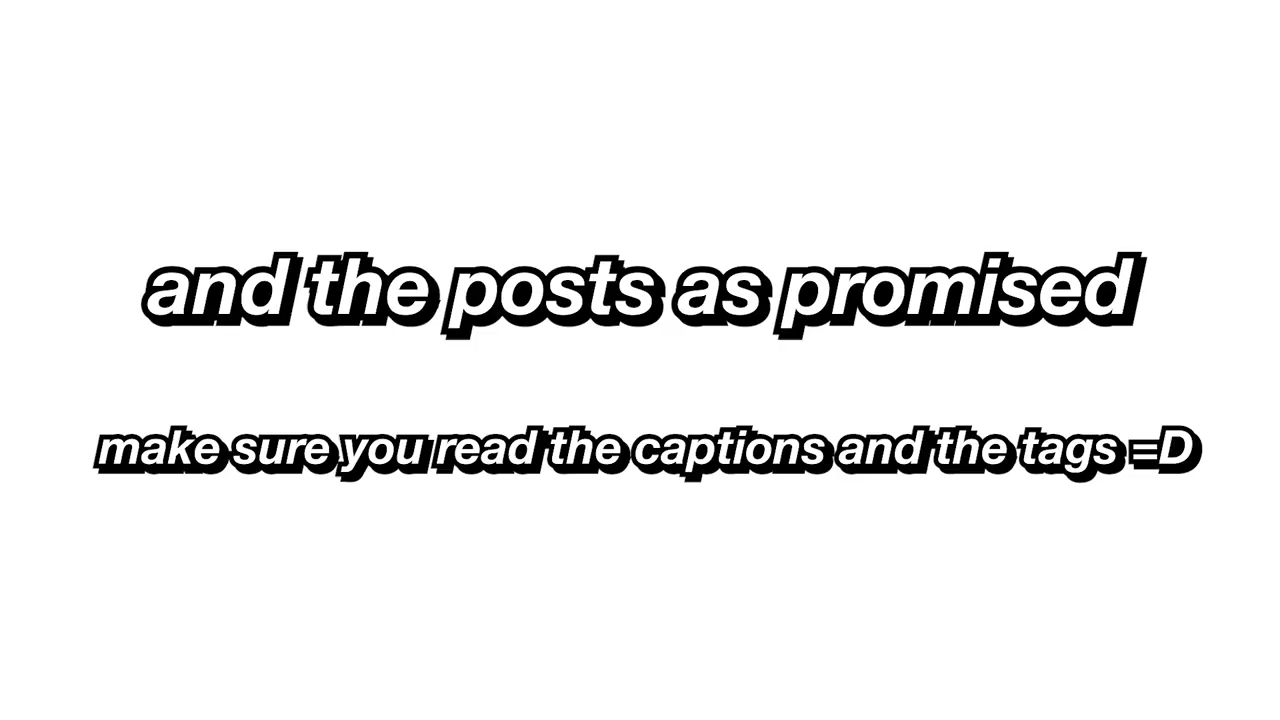 and the posts as promised
make sure you read the captions and the tags =D